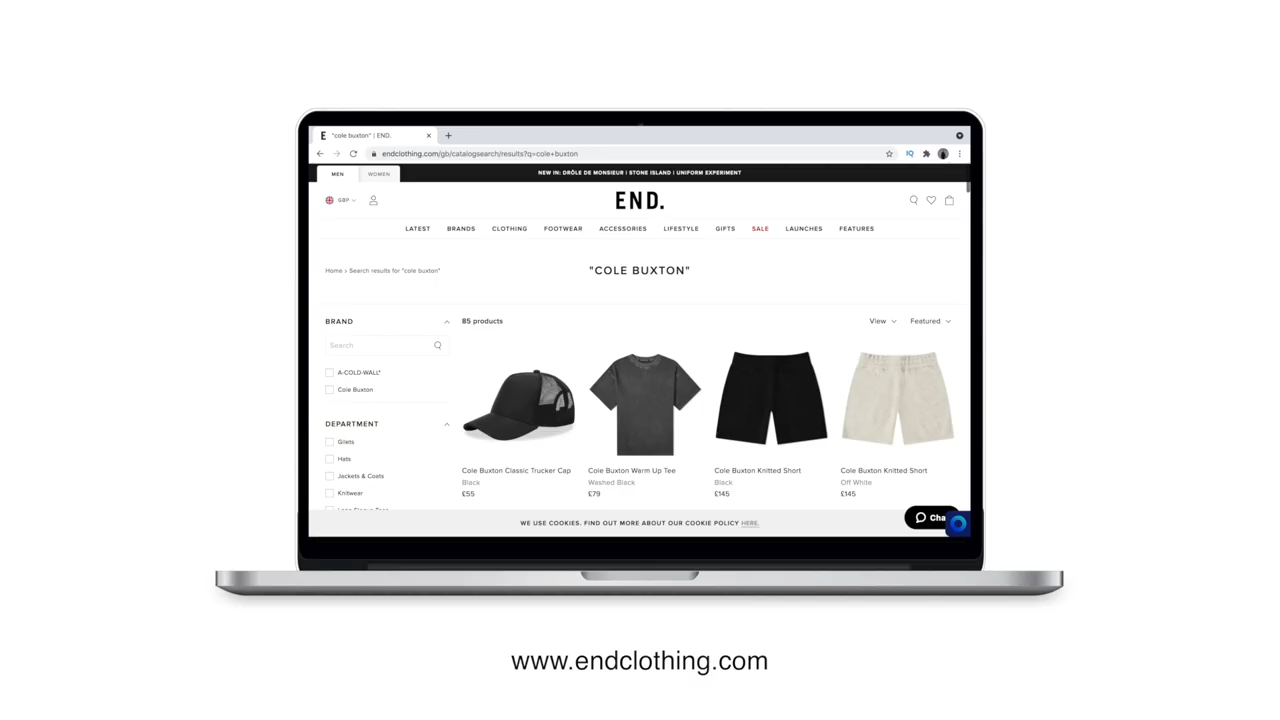 E "cole buxton" | END.
endclothing.com/gb/catalogsearch/results?q=cole+buxton
MEN WOMEN NEW IN: DRÔLE DE MONSIEUR | STONE ISLAND | UNIFORM EXPERIMENT
GBP END.
LATEST BRANDS CLOTHING FOOTWEAR ACCESSORIES LIFESTYLE GIFTS SALE LAUNCHES FEATURES
Home > Search results for "cole buxton" "COLE BUXTON"
BRAND 85 products View Featured
Search
A-COLD-WALL*
Cole Buxton
DEPARTMENT
Gilets
Hats
Jackets & Coats
Knitwear
Cole Buxton Classic Trucker Cap Cole Buxton Warm Up Tee Cole Buxton Knitted Short Cole Buxton Knitted Short
Black Washed Black Black Off White
£55 £79 £145 £145
WE USE COOKIES. FIND OUT MORE ABOUT OUR COOKIE POLICY HERE.
Cha
www.endclothing.com